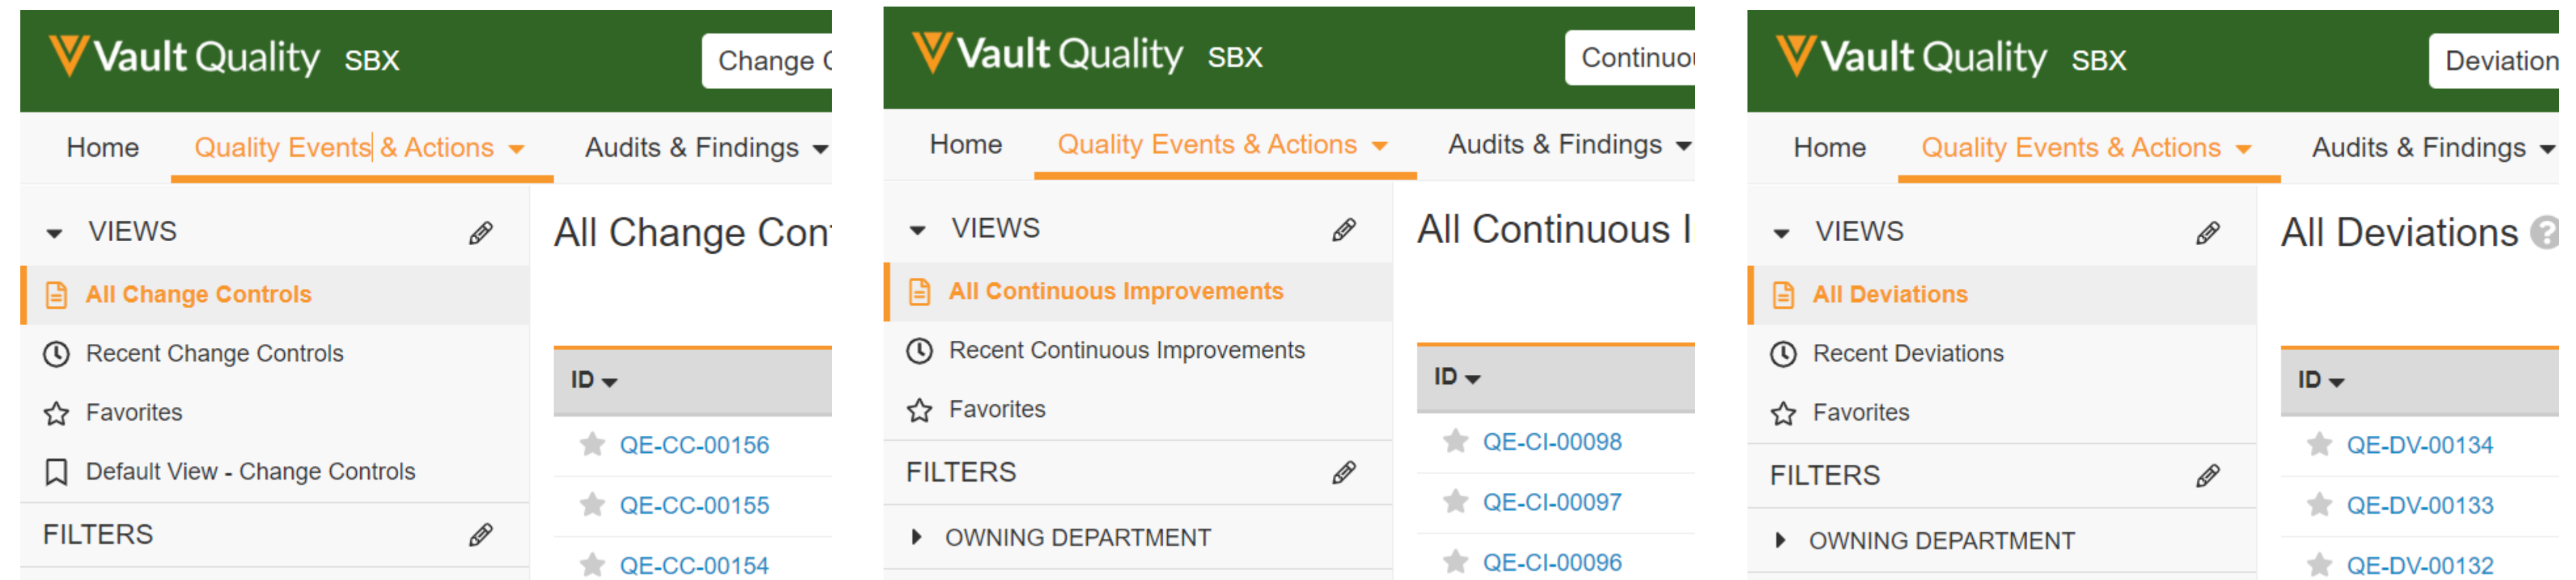 Vault Quality SBX
Change C
Home Quality Events & Actions Audits & Findings
VIEWS
All Change Controls
Recent Change Controls
Favorites
Default View - Change Controls
FILTERS
All Change Con
ID
QE-CC-00156
QE-CC-00155
QE-CC-00154
Vault Quality SBX
Continuou
Home Quality Events & Actions Audits & Findings
VIEWS
All Continuous Improvements
Recent Continuous Improvements
Favorites
FILTERS
OWNING DEPARTMENT
All Continuous I
ID
QE-CI-00098
QE-CI-00097
QE-CI-00096
Vault Quality SBX
Deviation
Home Quality Events & Actions Audits & Findings
VIEWS
All Deviations
Recent Deviations
Favorites
FILTERS
OWNING DEPARTMENT
All Deviations ?
ID
QE-DV-00134
QE-DV-00133
QE-DV-00132